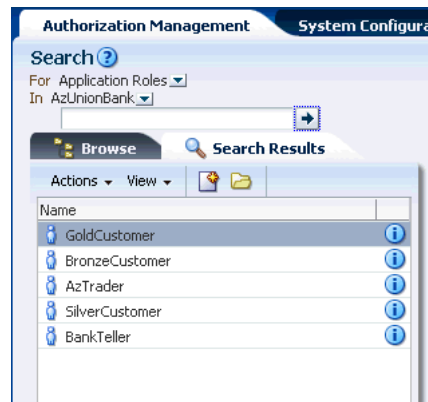 Authorization Management
System Configura
Search
For Application Roles
In AzUnionBank
Browse
Search Results
Actions
View
Name
GoldCustomer
BronzeCustomer
AzTrader
SilverCustomer
BankTeller